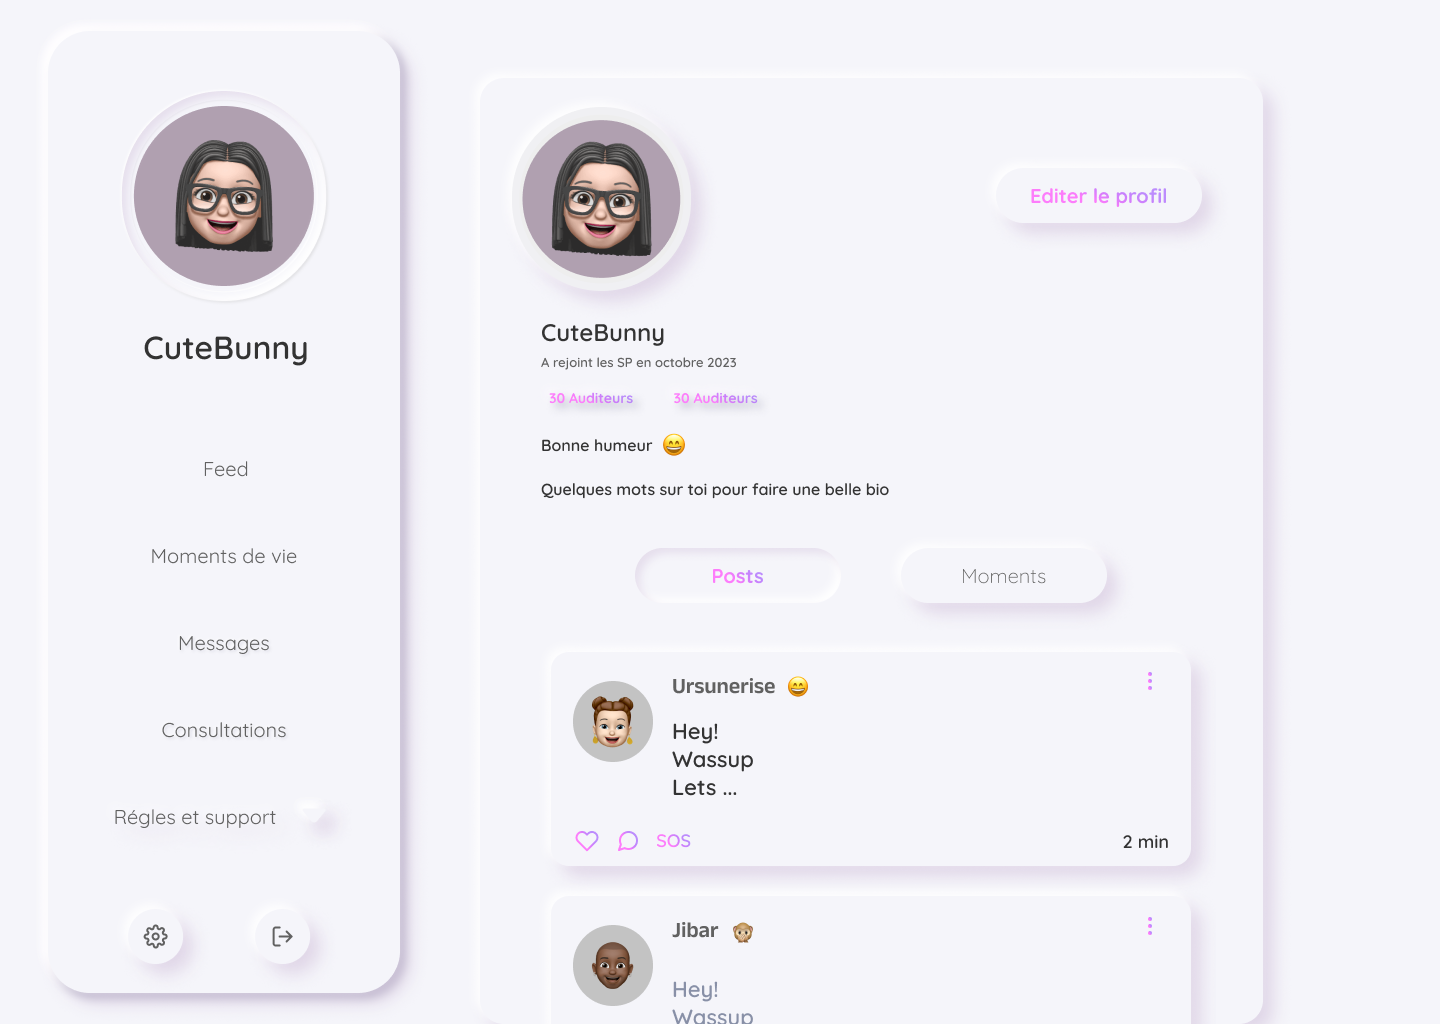 CuteBunny
Feed
Moments de vie
Messages
Consultations
Régles et support
Editer le profil
CuteBunny
A rejoint les SP en octobre 2023
30 Auditeurs 30 Auditeurs
Bonne humeur 😄
Quelques mots sur toi pour faire une belle bio
Posts Moments
Ursunerise 😄
Hey!
Wassup
Lets ...
SOS 2 min
Jibar 🙊
Hey!
Wassup